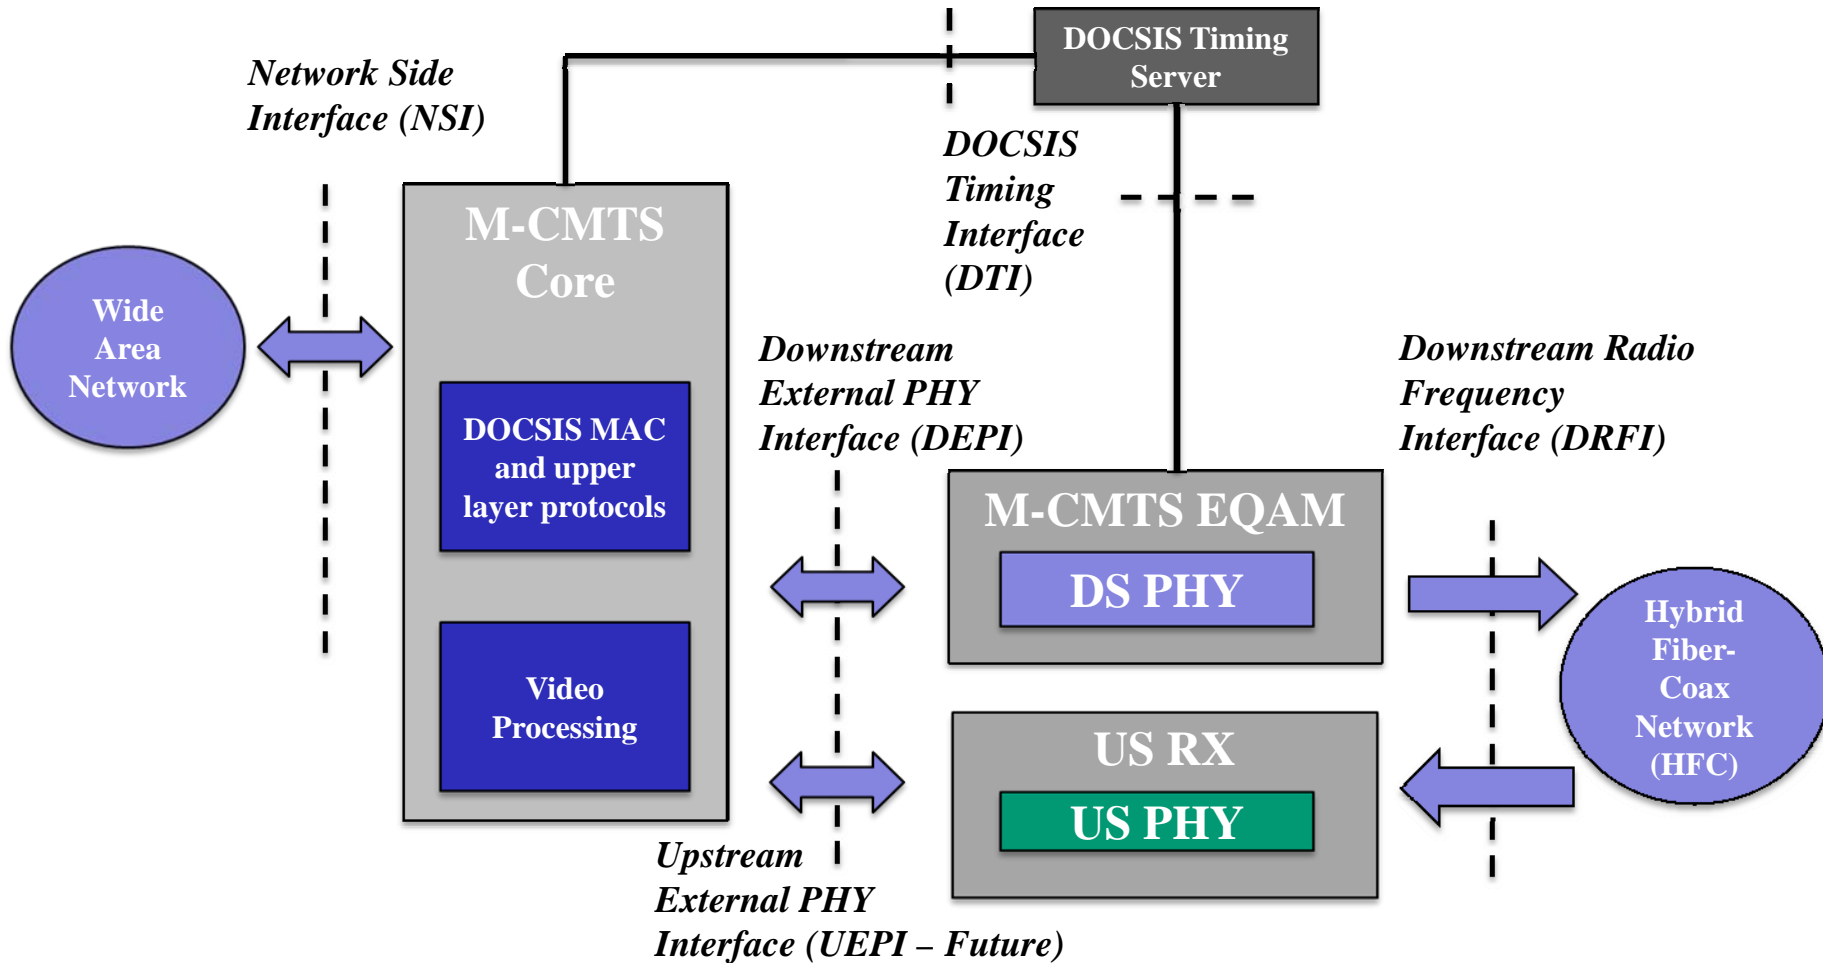 DOCSIS Timing
Server
Network Side
Interface (NSI)
DOCSIS
Timing
Interface
(DTI)
M-CMTS
Core
Wide
Area
Network
DOCSIS MAC
and upper
layer protocols
Video
Processing
Downstream
External PHY
Interface (DEPI)
Downstream Radio
Frequency
Interface (DRFI)
M-CMTS EQAM
DS PHY
Hybrid
Fiber-
Coax
Network
(HFC)
US RX
US PHY
Upstream
External PHY
Interface (UEPI – Future)